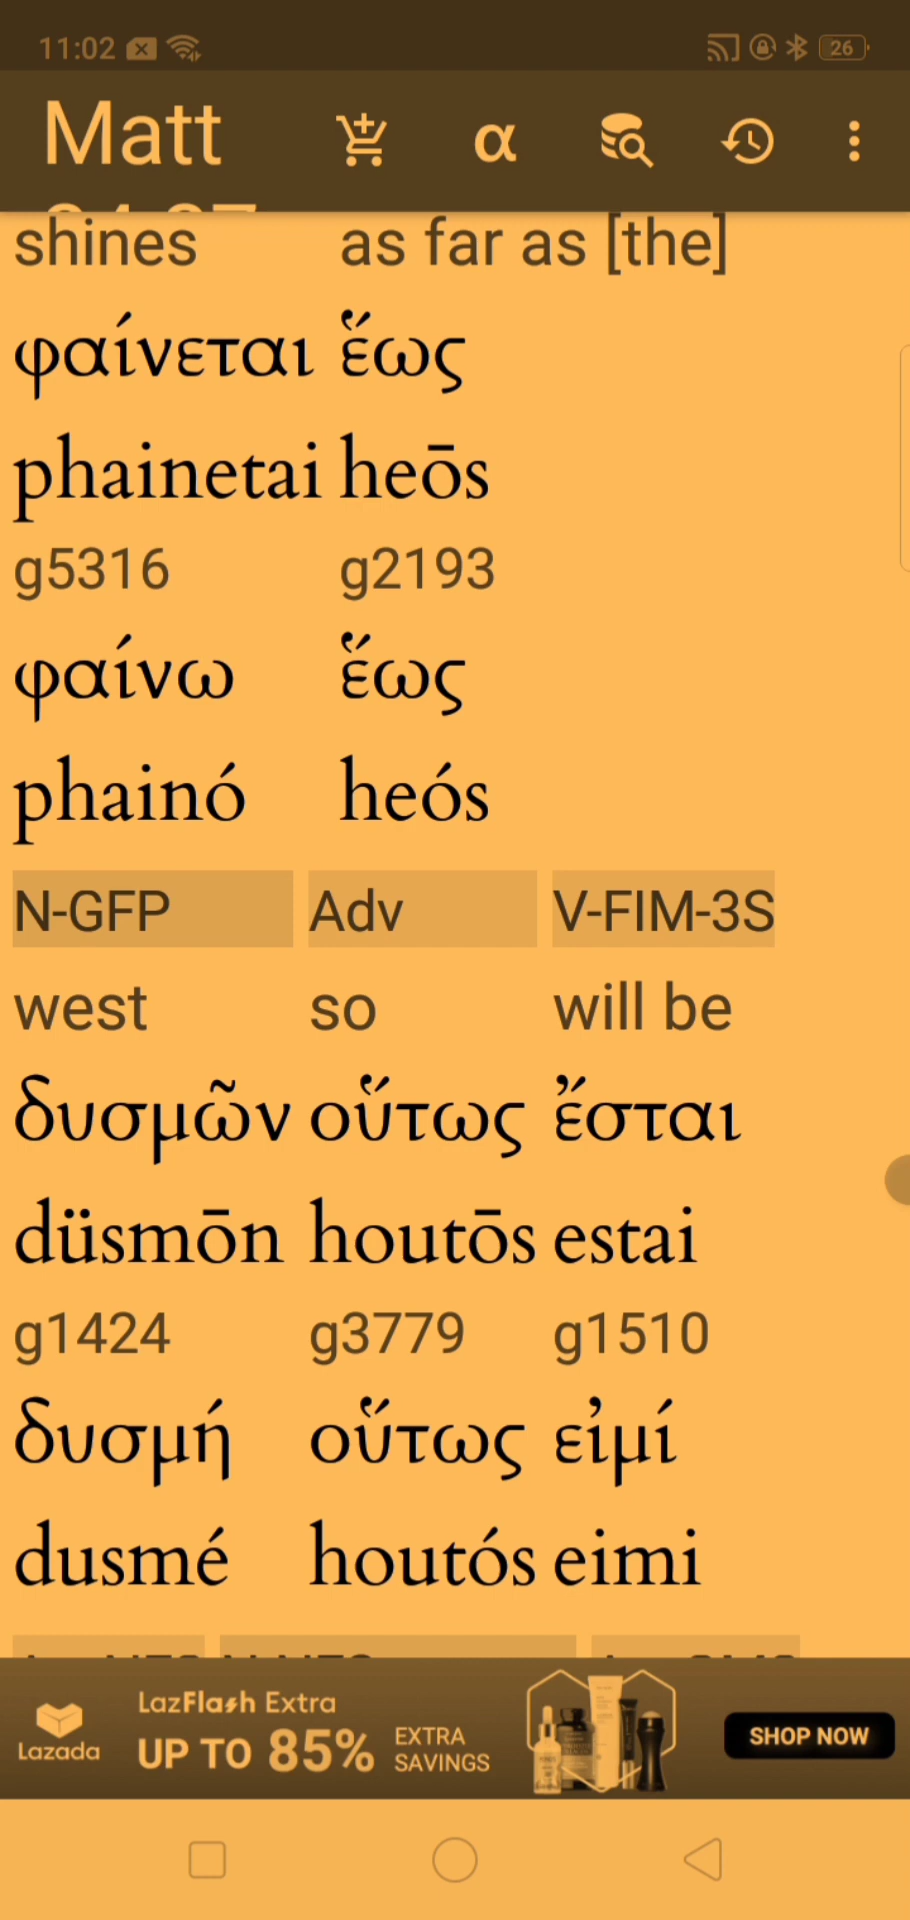 11:02 26
Matt
shines as far as [the]
φαίνεται ἕως
phainetai heōs
g5316 g2193
φαίνω ἕως
phainó heós
N-GFP Adv V-FIM-3S
west so will be
δυσμῶν οὕτως ἔσται
düsmōn houtōs estai
g1424 g3779 g1510
δυσμή οὕτως εἰμί
dusmé houtós eimi
LazFlash Extra
UP TO 85% EXTRA SAVINGS
Lazada
SHOP NOW